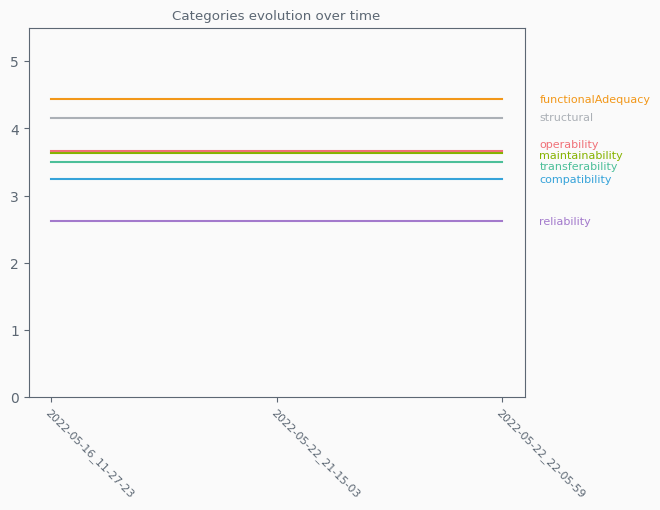 Categories evolution over time
5
4
3
2
1
0
functionalAdequacy
structural
operability
maintainability
transferability
compatibility
reliability
2022-05-16_11-27-23
2022-05-22_21-15-03
2022-05-22_22-05-59